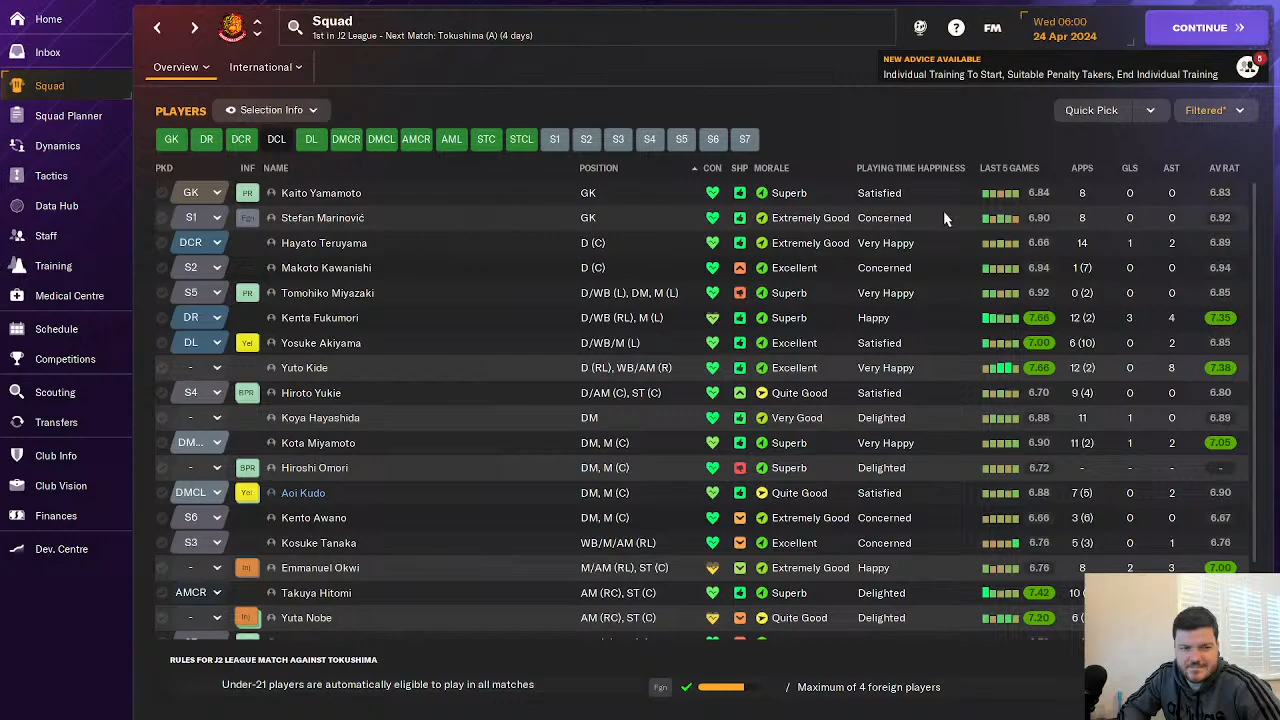 Home
Inbox
Squad
Squad Planner
Dynamics
Tactics
Data Hub
Staff
Training
Medical Centre
Schedule
Competitions
Scouting
Transfers
Club Info
Club Vision
Finances
Dev. Centre
Squad
1st in J2 League - Next Match: Tokushima (A) (4 days)
FM
Wed 06:00
24 Apr 2024
CONTINUE
Overview
International
NEW ADVICE AVAILABLE
Individual Training To Start, Suitable Penalty Takers, End Individual Training
5
PLAYERS
Selection Info
Quick Pick
Filtered*
GK DR DCR DCL DL DMCR DMCL AMCR AML STC STCL S1 S2 S3 S4 S5 S6 S7
PKD INF NAME POSITION CON SHP MORALE PLAYING TIME HAPPINESS LAST 5 GAMES APPS GLS AST AV RAT
GK PR Kaito Yamamoto GK Superb Satisfied 6.84 8 0 0 6.83
S1 Fgn Stefan Marinović GK Extremely Good Concerned 6.90 8 0 0 6.92
DCR Hayato Teruyama D (C) Extremely Good Very Happy 6.66 14 1 2 6.89
S2 Makoto Kawanishi D (C) Excellent Concerned 6.94 1 (7) 0 0 6.94
S5 PR Tomohiko Miyazaki D/WB (L), DM, M (L) Superb Very Happy 6.92 0 (2) 0 0 6.85
DR Kenta Fukumori D/WB (RL), M (L) Superb Happy 7.66 12 (2) 3 4 7.35
DL Yel Yosuke Akiyama D/WB/M (L) Excellent Satisfied 7.00 6 (10) 0 2 6.85
- Yuto Kide D (RL), WB/AM (R) Excellent Very Happy 7.66 12 (2) 0 8 7.38
S4 BPR Hiroto Yukie D/AM (C), ST (C) Quite Good Satisfied 6.70 9 (4) 0 0 6.80
- Koya Hayashida DM Very Good Delighted 6.88 11 1 0 6.89
DM... Kota Miyamoto DM, M (C) Superb Very Happy 6.90 11 (2) 1 2 7.05
- BPR Hiroshi Omori DM, M (C) Superb Delighted 6.72 - - - -
DMCL Yel Aoi Kudo DM, M (C) Quite Good Satisfied 6.88 7 (5) 0 2 6.90
S6 Kento Awano DM, M (C) Extremely Good Concerned 6.66 3 (6) 0 0 6.67
S3 Kosuke Tanaka WB/M/AM (RL) Excellent Concerned 6.76 5 (3) 0 1 6.76
- Inj Emmanuel Okwi M/AM (RL), ST (C) Extremely Good Happy 6.76 8 2 3 7.00
AMCR Takuya Hitomi AM (RC), ST (C) Superb Delighted 7.42
- Inj Yuta Nobe AM (RC), ST (C) Quite Good Delighted 7.20
RULES FOR J2 LEAGUE MATCH AGAINST TOKUSHIMA
Under-21 players are automatically eligible to play in all matches
Fgn / Maximum of 4 foreign players